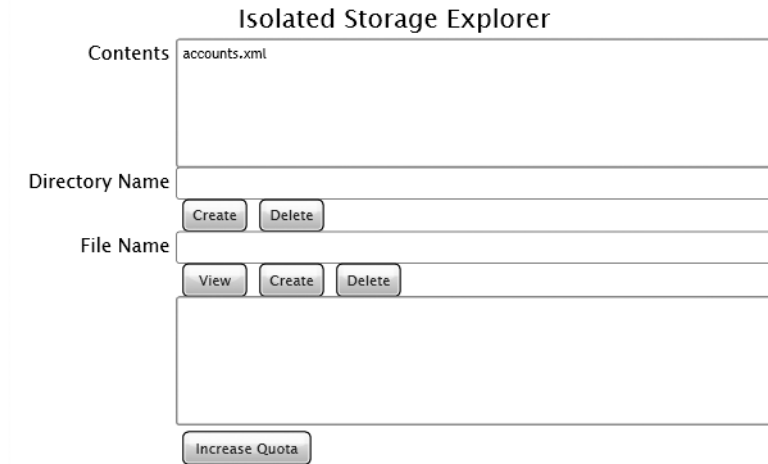 Isolated Storage Explorer
Contents accounts.xml
Directory Name
Create Delete
File Name
View Create Delete
Increase Quota